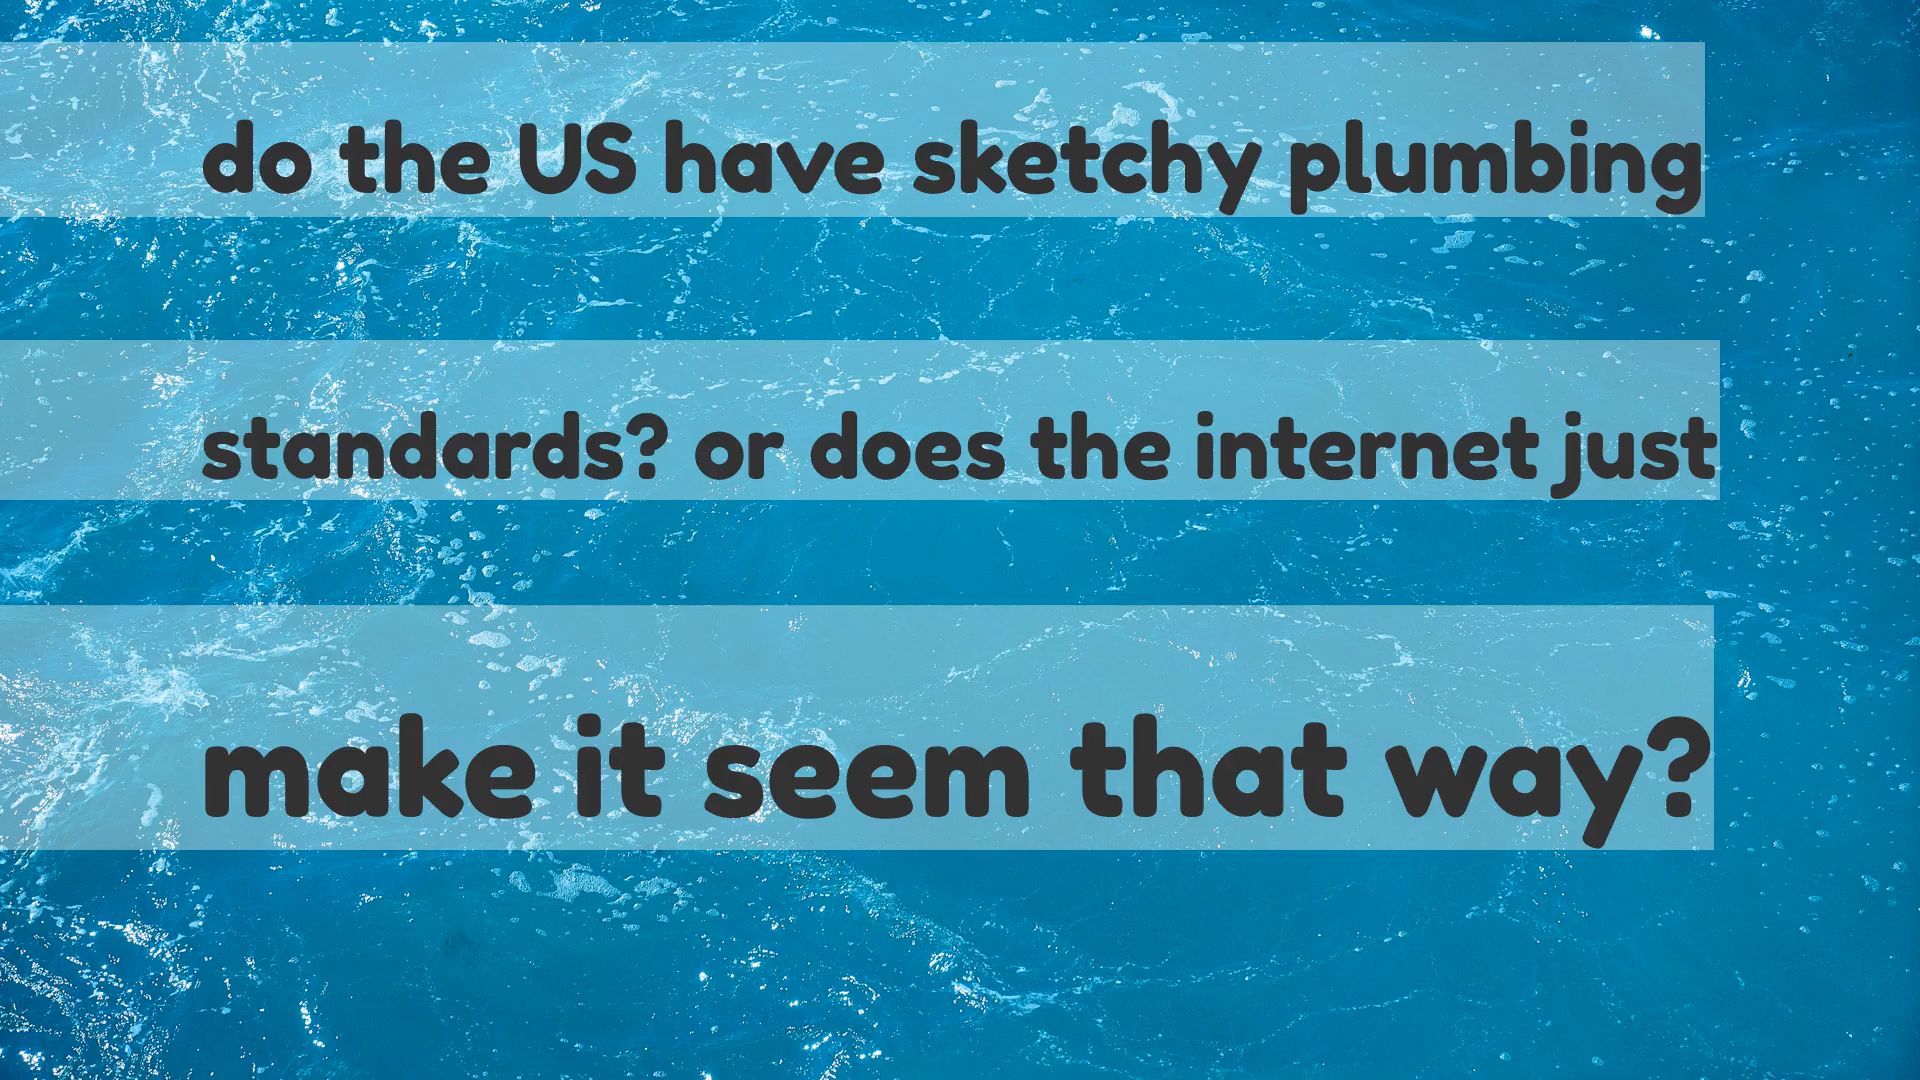 do the US have sketchy plumbing
standards? or does the internet just
make it seem that way?